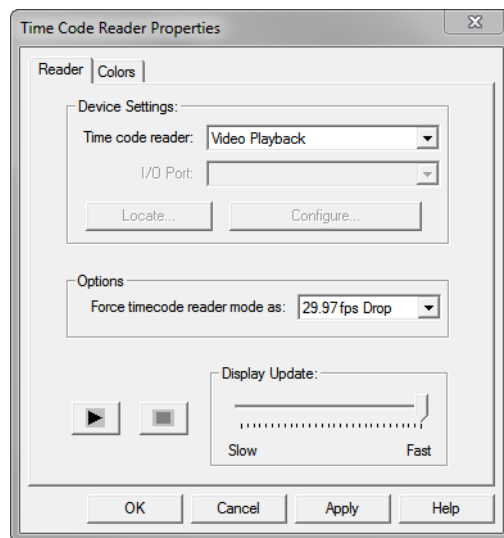 Time Code Reader Properties
Reader Colors
Device Settings:
Time code reader: Video Playback
I/O Port:
Locate... Configure...
Options
Force timecode reader mode as: 29.97 fps Drop
Display Update:
Slow Fast
OK Cancel Apply Help